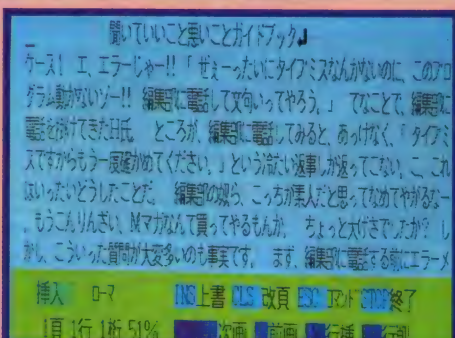 聞いていいこと悪いことガイドブック↲
ケース1 エ、エラーじゃー!!「ぜぇーったいにタイプミスなんかないのに、このプロ
グラム動かないゾー!! 編集部に電話して文句いってやろう。」 てなことで、編集部に
電話を掛けてきた日氏。 ところが、編集部に電話してみると、あっけなく、「タイプミ
スですからもう一度確かめてください。」という冷たい返事しか返ってこない。こ、これ
はいったいどうしたことだ。 編集部の奴ら、こっちが素人だと思ってなめてやがるなー
。もうこんりんざい、Mマガなんて買ってやるもんか。 ちょっと大げさでしたか? し
かし、こういった質問が大変多いのも事実です。 まず、編集部に電話する前にエラーメ
挿入 ローマ INS上書 CLS 改頁 ESC コマンド STOP終了
1頁 1行 1桁 51% 次画 前画 行挿 行削